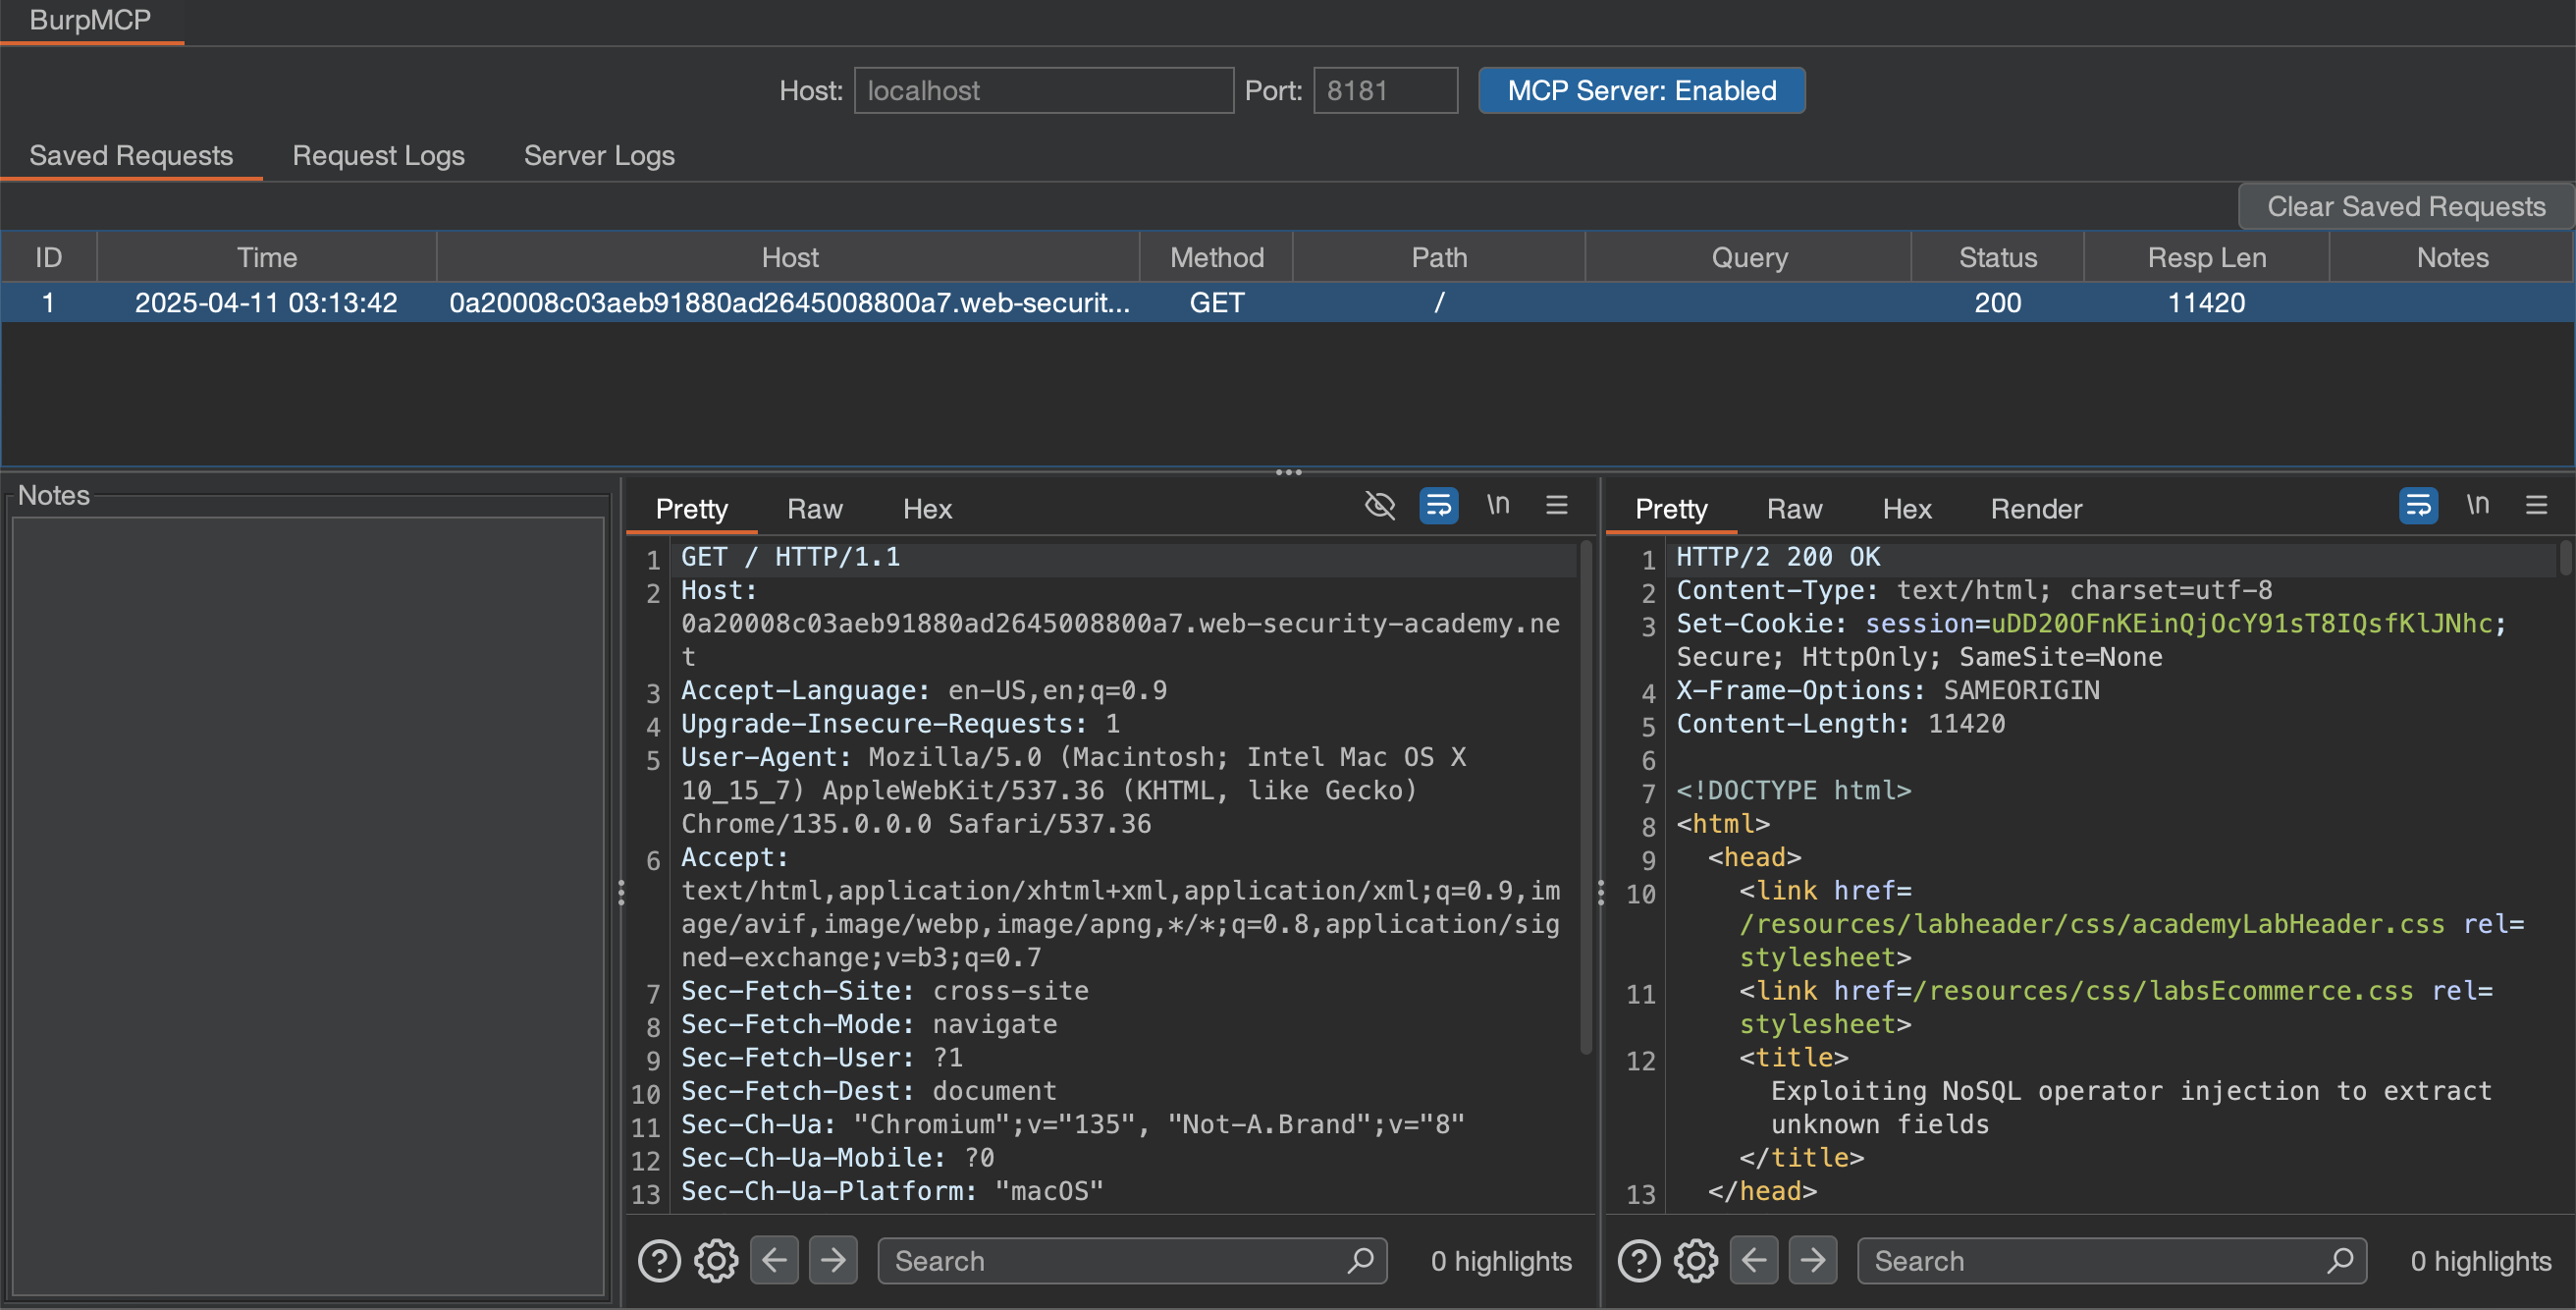 BurpMCP
Host: localhost Port: 8181 MCP Server: Enabled
Saved Requests Request Logs Server Logs
Clear Saved Requests
ID Time Host Method Path Query Status Resp Len Notes
1 2025-04-11 03:13:42 0a20008c03aeb91880ad2645008800a7.web-securit... GET / 200 11420
Notes
Pretty Raw Hex \n
1 GET / HTTP/1.1
2 Host:
0a20008c03aeb91880ad2645008800a7.web-security-academy.ne
t
3 Accept-Language: en-US,en;q=0.9
4 Upgrade-Insecure-Requests: 1
5 User-Agent: Mozilla/5.0 (Macintosh; Intel Mac OS X
10_15_7) AppleWebKit/537.36 (KHTML, like Gecko)
Chrome/135.0.0.0 Safari/537.36
6 Accept:
text/html,application/xhtml+xml,application/xml;q=0.9,im
age/avif,image/webp,image/apng,*/*;q=0.8,application/sig
ned-exchange;v=b3;q=0.7
7 Sec-Fetch-Site: cross-site
8 Sec-Fetch-Mode: navigate
9 Sec-Fetch-User: ?1
10 Sec-Fetch-Dest: document
11 Sec-Ch-Ua: "Chromium";v="135", "Not-A.Brand";v="8"
12 Sec-Ch-Ua-Mobile: ?0
13 Sec-Ch-Ua-Platform: "macOS"
Search 0 highlights
Pretty Raw Hex Render \n
1 HTTP/2 200 OK
2 Content-Type: text/html; charset=utf-8
3 Set-Cookie: session=uDD20OFnKEinQjOcY91sT8IQsfKlJNhc;
Secure; HttpOnly; SameSite=None
4 X-Frame-Options: SAMEORIGIN
5 Content-Length: 11420
6
7 <!DOCTYPE html>
8 <html>
9 <head>
10 <link href=
/resources/labheader/css/academyLabHeader.css rel=
stylesheet>
11 <link href=/resources/css/labsEcommerce.css rel=
stylesheet>
12 <title>
Exploiting NoSQL operator injection to extract
unknown fields
</title>
13 </head>
Search 0 highlights